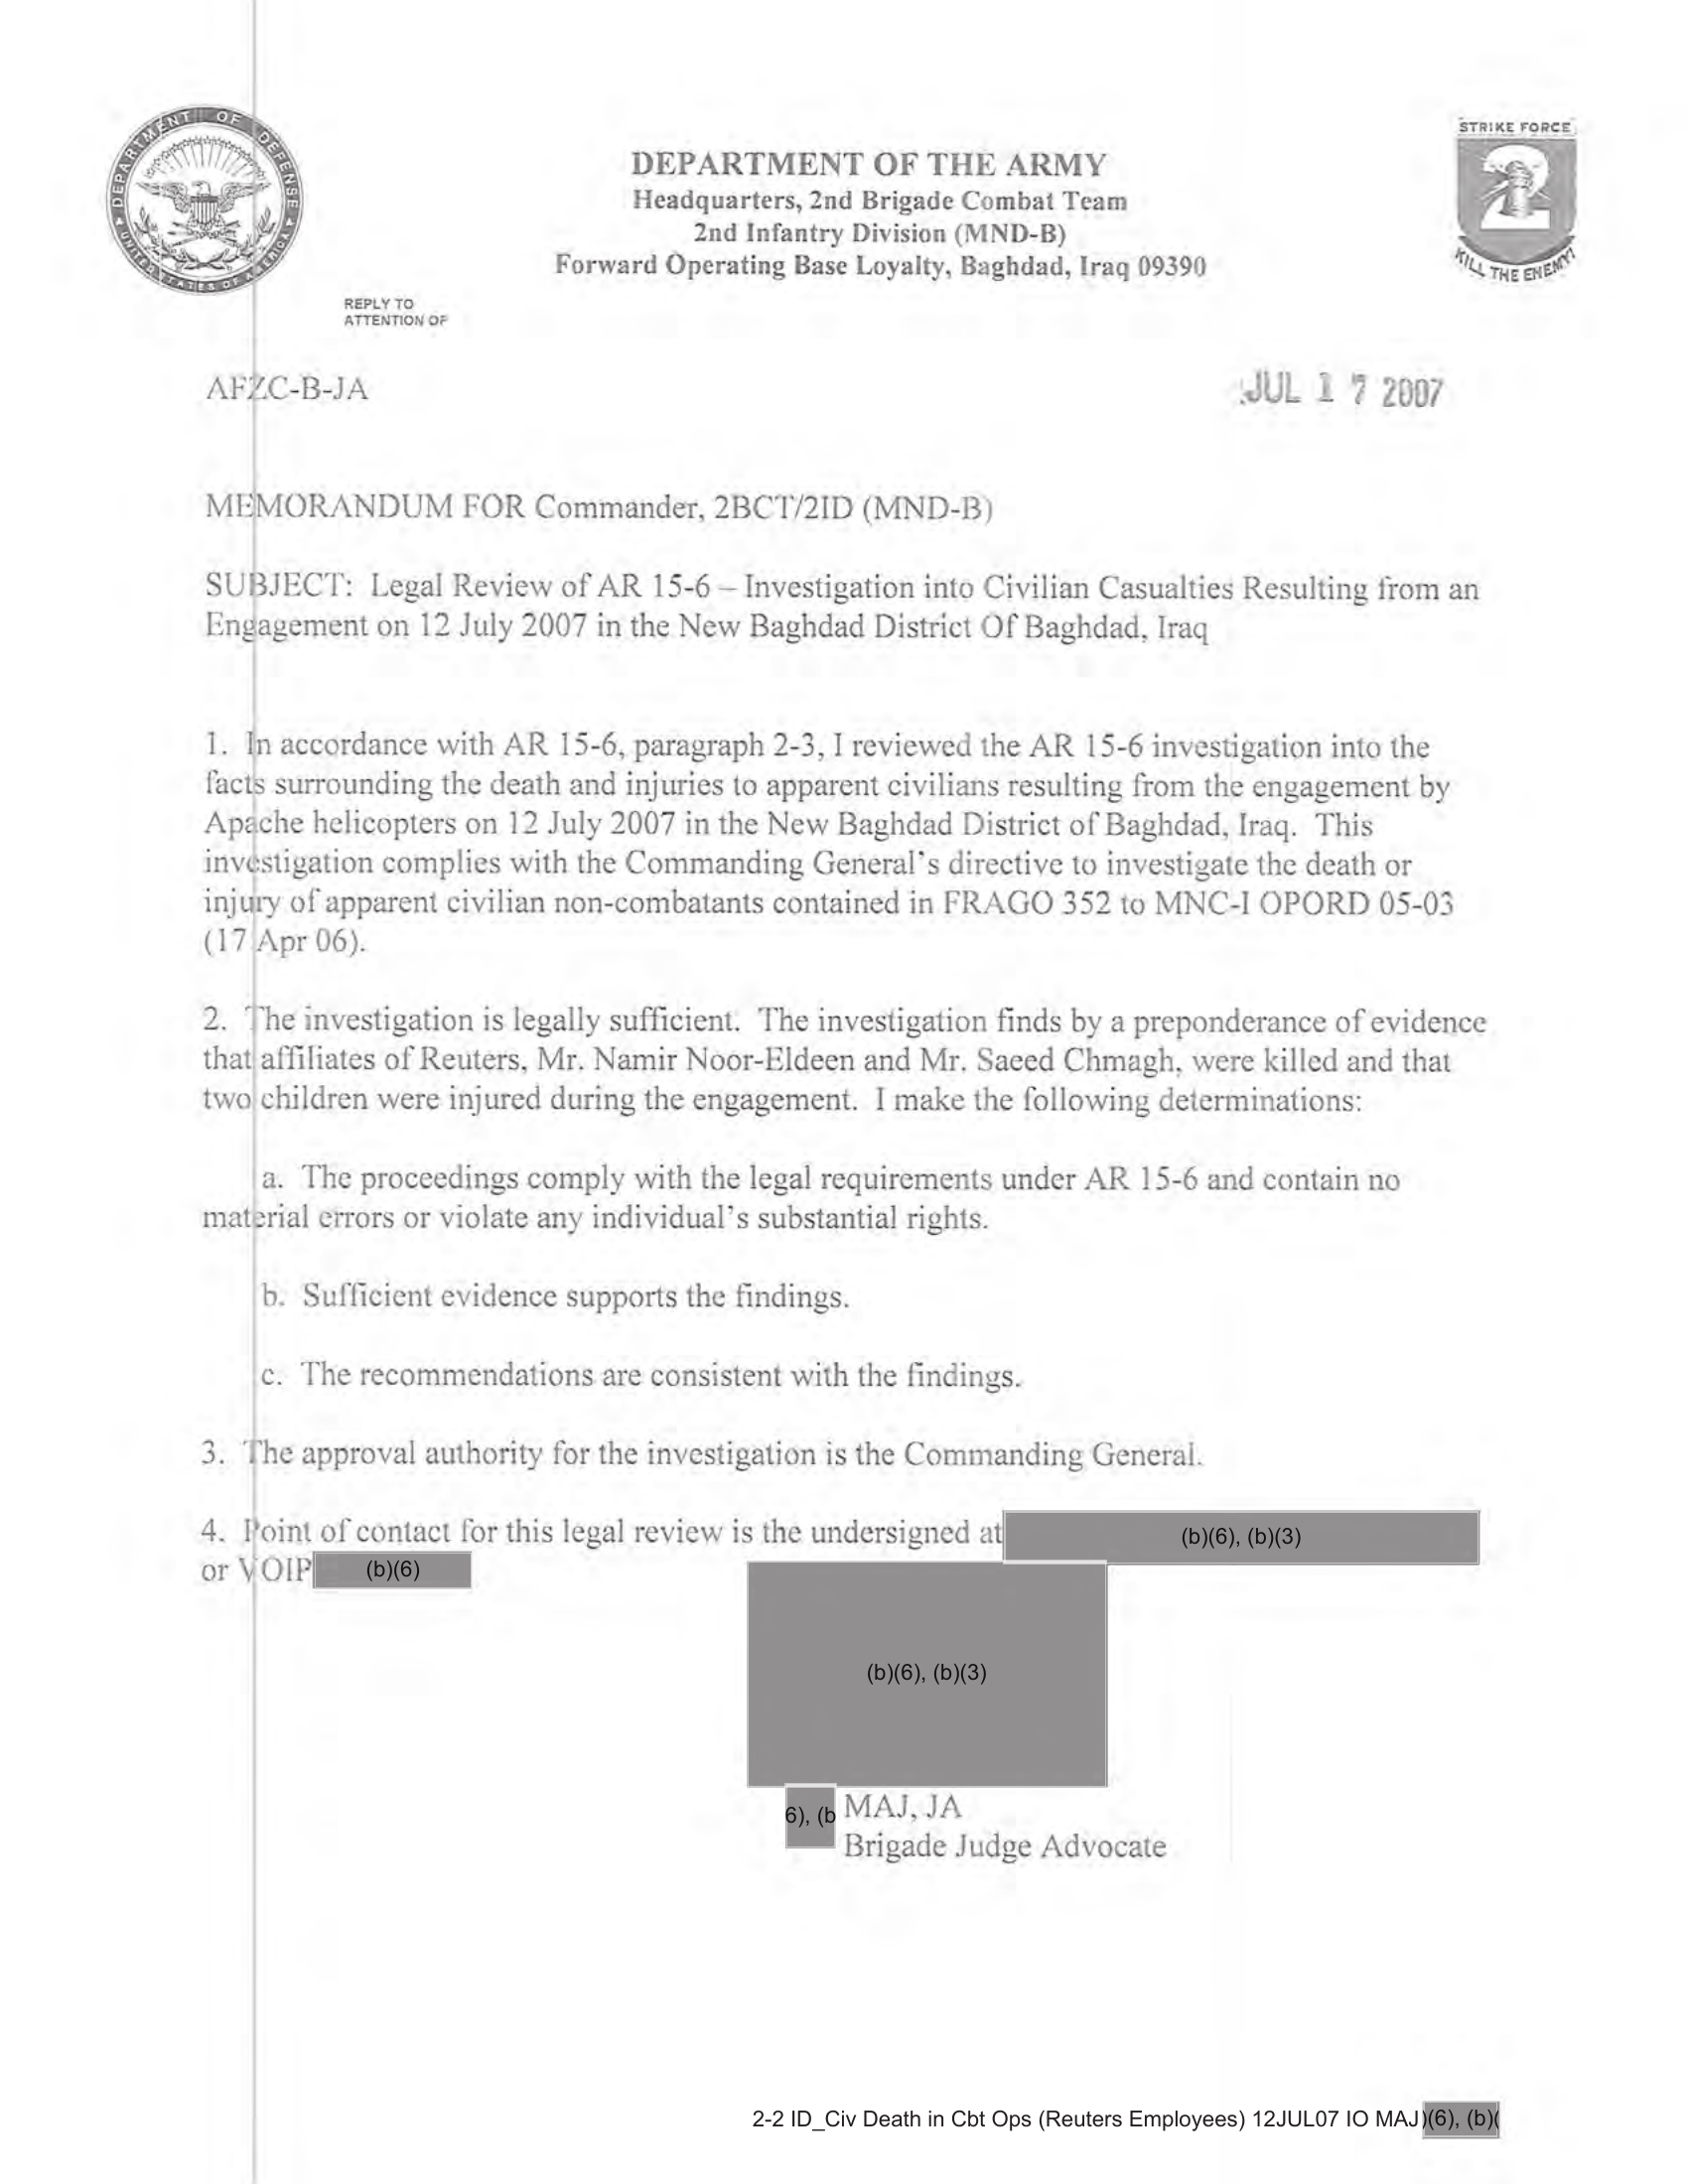 DEPARTMENT OF DEFENSE
UNITED STATES OF AMERICA
STRIKE FORCE
2
KILL THE ENEMY!
DEPARTMENT OF THE ARMY
Headquarters, 2nd Brigade Combat Team
2nd Infantry Division (MND-B)
Forward Operating Base Loyalty, Baghdad, Iraq 09390
REPLY TO
ATTENTION OF
AFZC-B-JA
JUL 17 2007
MEMORANDUM FOR Commander, 2BCT/2ID (MND-B)
SUBJECT: Legal Review of AR 15-6 – Investigation into Civilian Casualties Resulting from an
Engagement on 12 July 2007 in the New Baghdad District Of Baghdad, Iraq
1. In accordance with AR 15-6, paragraph 2-3, I reviewed the AR 15-6 investigation into the
facts surrounding the death and injuries to apparent civilians resulting from the engagement by
Apache helicopters on 12 July 2007 in the New Baghdad District of Baghdad, Iraq. This
investigation complies with the Commanding General's directive to investigate the death or
injury of apparent civilian non-combatants contained in FRAGO 352 to MNC-I OPORD 05-03
(17 Apr 06).
2. The investigation is legally sufficient. The investigation finds by a preponderance of evidence
that affiliates of Reuters, Mr. Namir Noor-Eldeen and Mr. Saeed Chmagh, were killed and that
two children were injured during the engagement. I make the following determinations:
a. The proceedings comply with the legal requirements under AR 15-6 and contain no
material errors or violate any individual's substantial rights.
b. Sufficient evidence supports the findings.
c. The recommendations are consistent with the findings.
3. The approval authority for the investigation is the Commanding General.
4. Point of contact for this legal review is the undersigned at (b)(6), (b)(3)
or VOIP (b)(6)
(b)(6), (b)(3)
6), (b MAJ, JA
Brigade Judge Advocate
2-2 ID_Civ Death in Cbt Ops (Reuters Employees) 12JUL07 IO MAJ )(6), (b)(